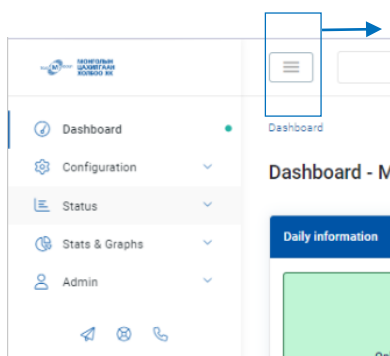 МОНГОЛЫН
ЦАХИЛГААН
ХОЛБОО ХК
Dashboard
Configuration
Status
Stats & Graphs
Admin
Dashboard
Dashboard - M
Daily information